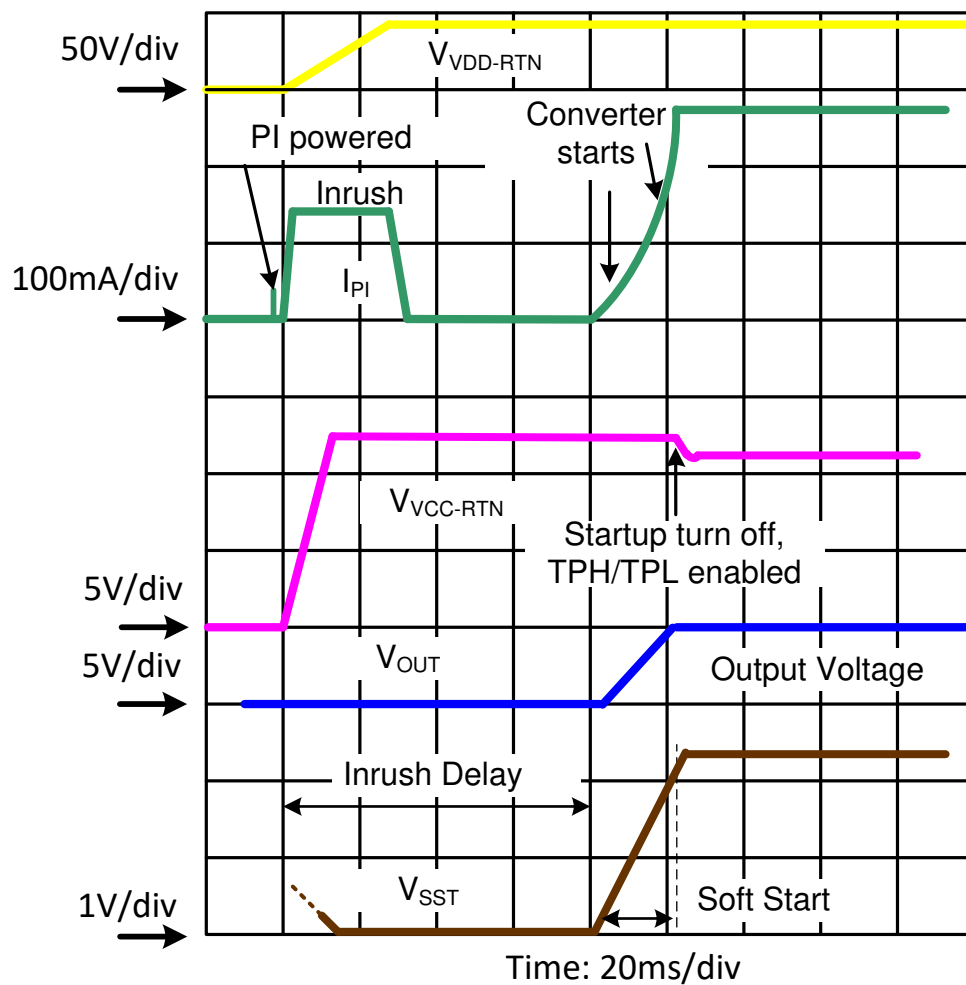 50V/div
VVDD-RTN
Converter
starts
PI powered
Inrush
100mA/div
IPI
VVCC-RTN
Startup turn off,
TPH/TPL enabled
5V/div
VOUT
5V/div
Output Voltage
Inrush Delay
VSST
Soft Start
1V/div
Time: 20ms/div